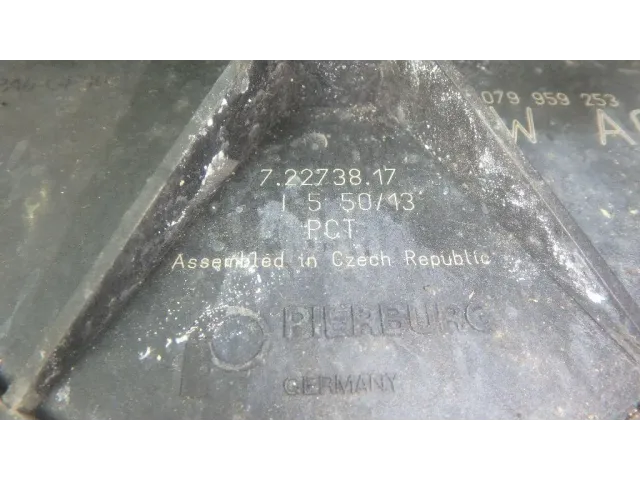 079 959 253
W A
7.22738.17
I 5 50/13
PCT
Assembled in Czech Republic
PIERBURG
GERMANY